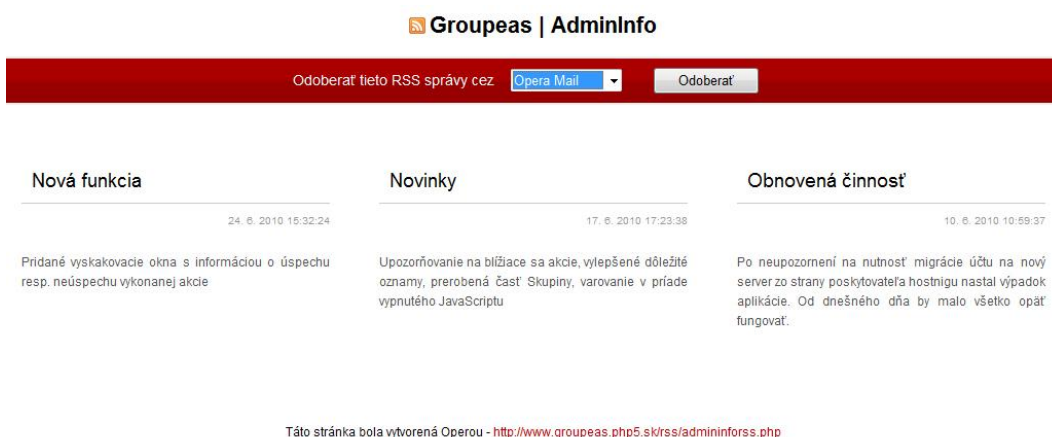 Groupeas | AdminInfo
Odoberať tieto RSS správy cez Opera Mail Odoberať
Nová funkcia
24. 6. 2010 15:32:24
Pridané vyskakovacie okna s informáciou o úspechu
resp. neúspechu vykonanej akcie
Novinky
17. 6. 2010 17:23:38
Upozorňovanie na blížiace sa akcie, vylepšené dôležité
oznamy, prerobená časť Skupiny, varovanie v príade
vypnutého JavaScriptu
Obnovená činnosť
10. 6. 2010 10:59:37
Po neupozornení na nutnosť migrácie účtu na nový
server zo strany poskytovateľa hostnigu nastal výpadok
aplikácie. Od dnešného dňa by malo všetko opäť
fungovať.
Táto stránka bola vytvorená Operou - http://www.groupeas.php5.sk/rss/admininforss.php